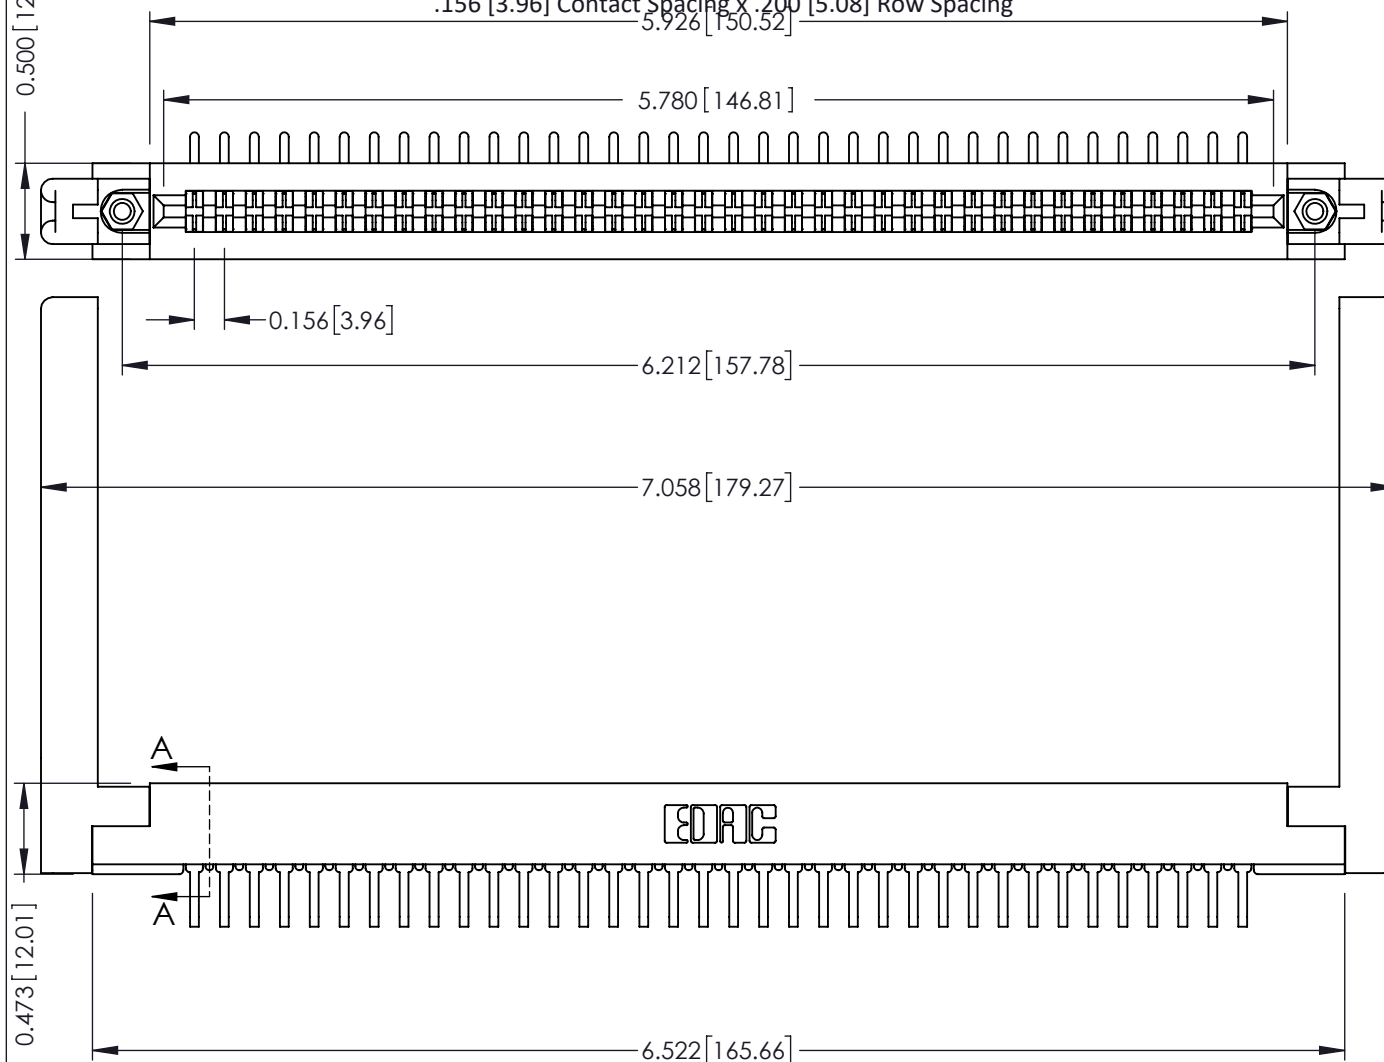 .156 [3.96] Contact Spacing x .200 [5.08] Row Spacing
5.926[150.52]
0.500[12
5.780[146.81]
0.156[3.96]
6.212[157.78]
7.058[179.27]
A
EDAC
A
0.473[12.01]
6.522[165.66]